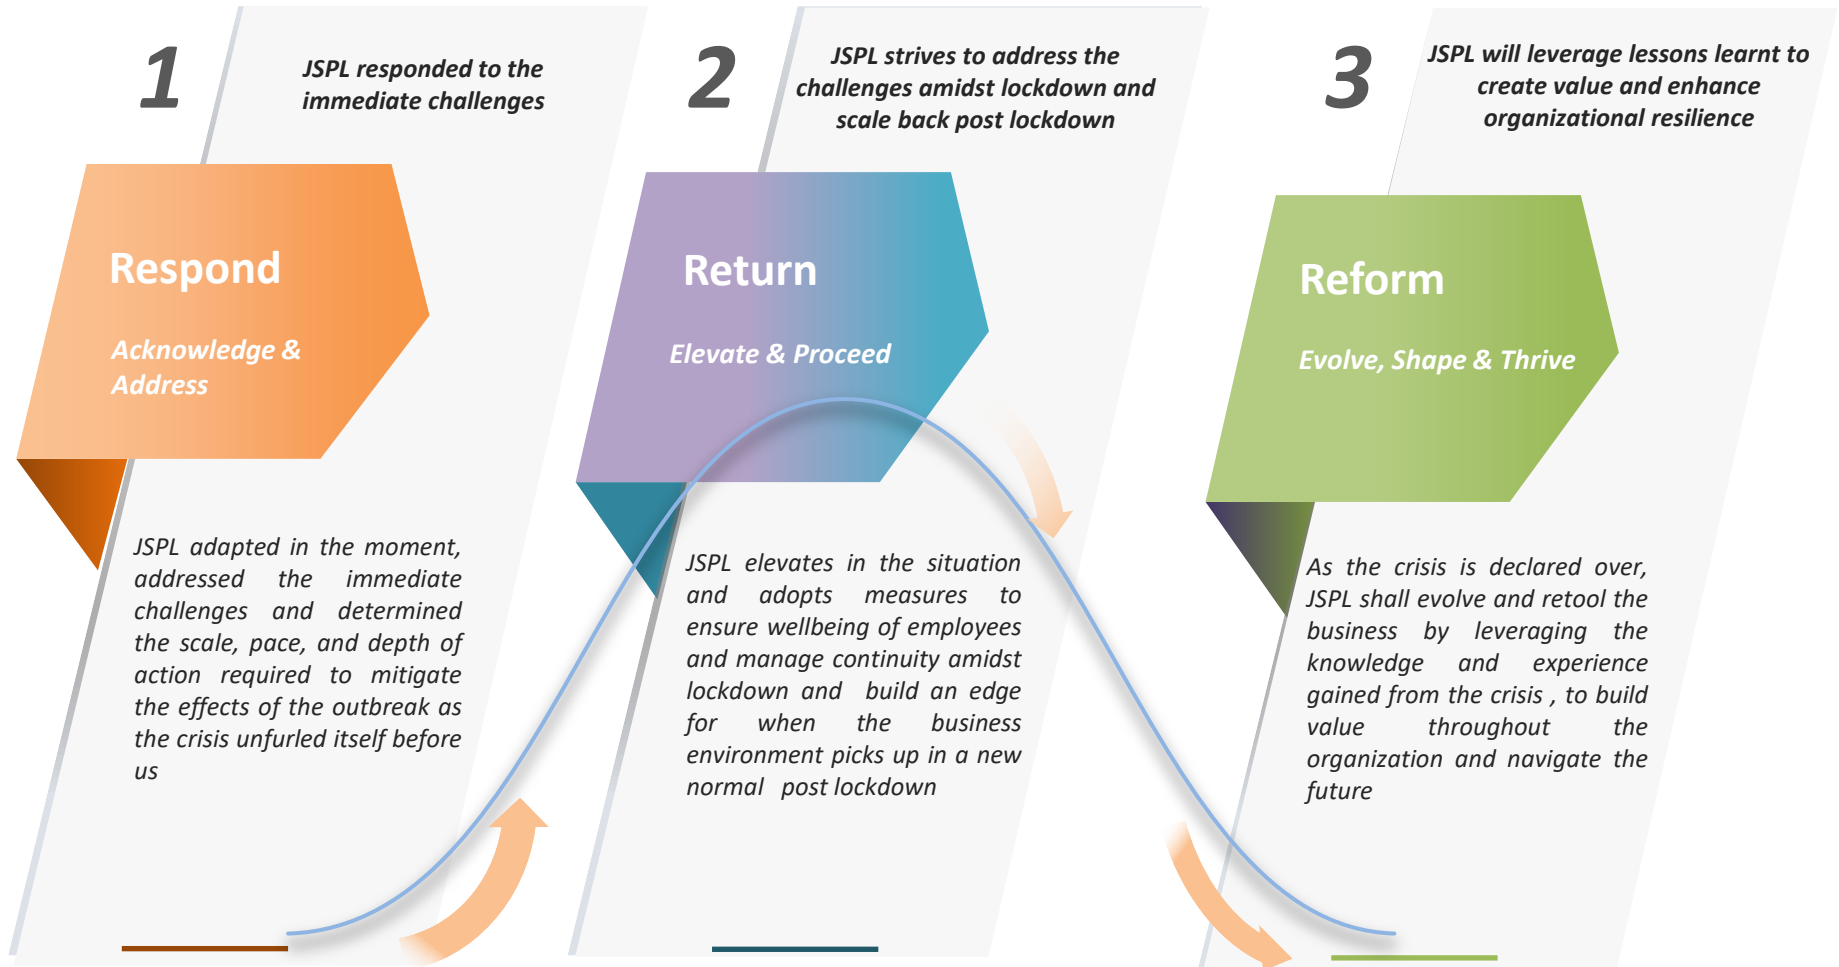 1
JSPL responded to the
immediate challenges
Respond
Acknowledge &
Address
JSPL adapted in the moment,
addressed the immediate
challenges and determined
the scale, pace, and depth of
action required to mitigate
the effects of the outbreak as
the crisis unfurled itself before
us
2
JSPL strives to address the
challenges amidst lockdown and
scale back post lockdown
Return
Elevate & Proceed
JSPL elevates in the situation
and adopts measures to
ensure wellbeing of employees
and manage continuity amidst
lockdown and build an edge
for when the business
environment picks up in a new
normal post lockdown
3
JSPL will leverage lessons learnt to
create value and enhance
organizational resilience
Reform
Evolve, Shape & Thrive
As the crisis is declared over,
JSPL shall evolve and retool the
business by leveraging the
knowledge and experience
gained from the crisis , to build
value throughout the
organization and navigate the
future